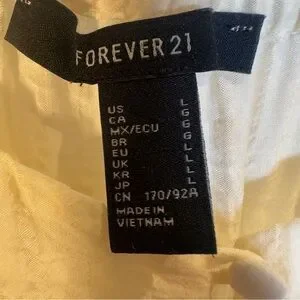 FOREVER 21
US L
CA G
MX/ECU G
BR G
EU L
UK L
KR L
JP L
CN 170/92A
MADE IN
VIETNAM